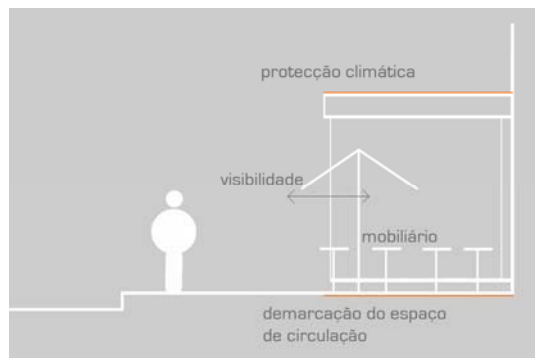 protecção climática
visibilidade
mobiliário
demarcação do espaço
de circulação